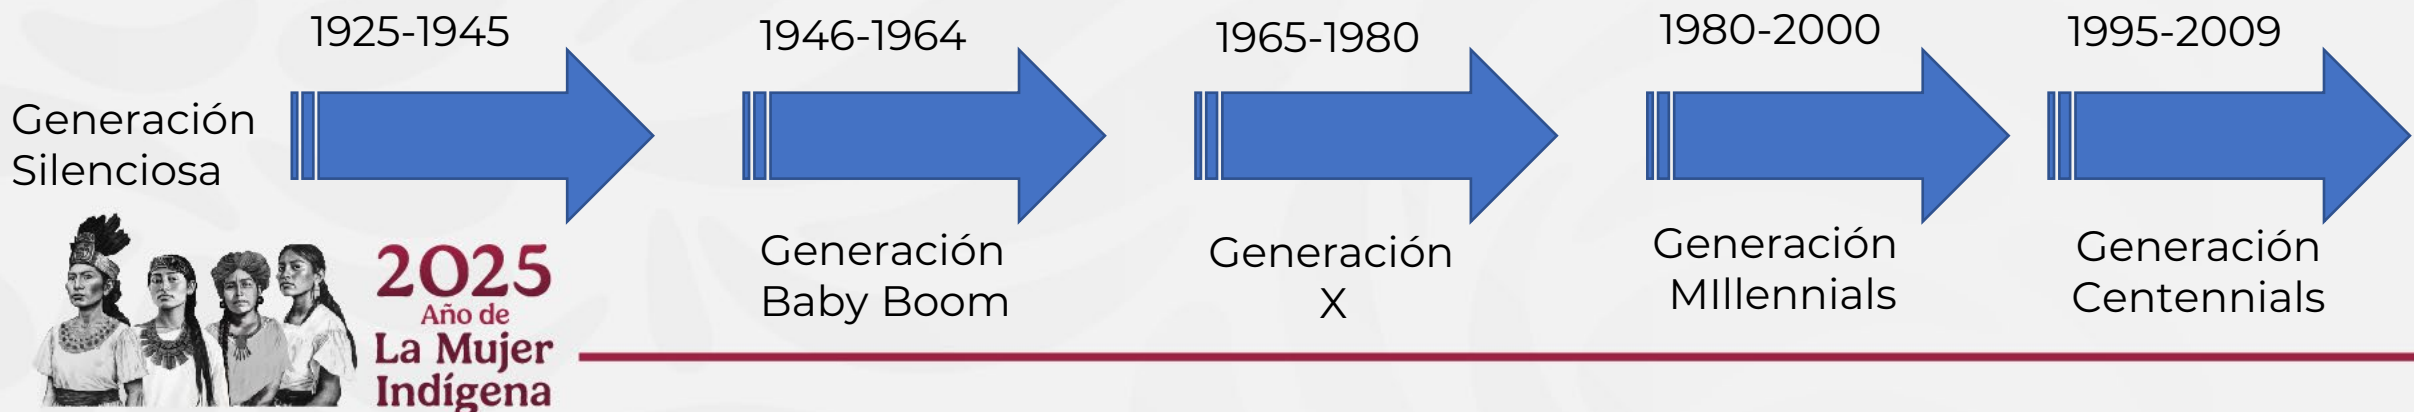 1925-1945
1946-1964
1965-1980
1980-2000
1995-2009
Generación
Silenciosa
Generación
Baby Boom
Generación
X
Generación
MIllennials
Generación
Centennials
2025
Año de
La Mujer
Indígena